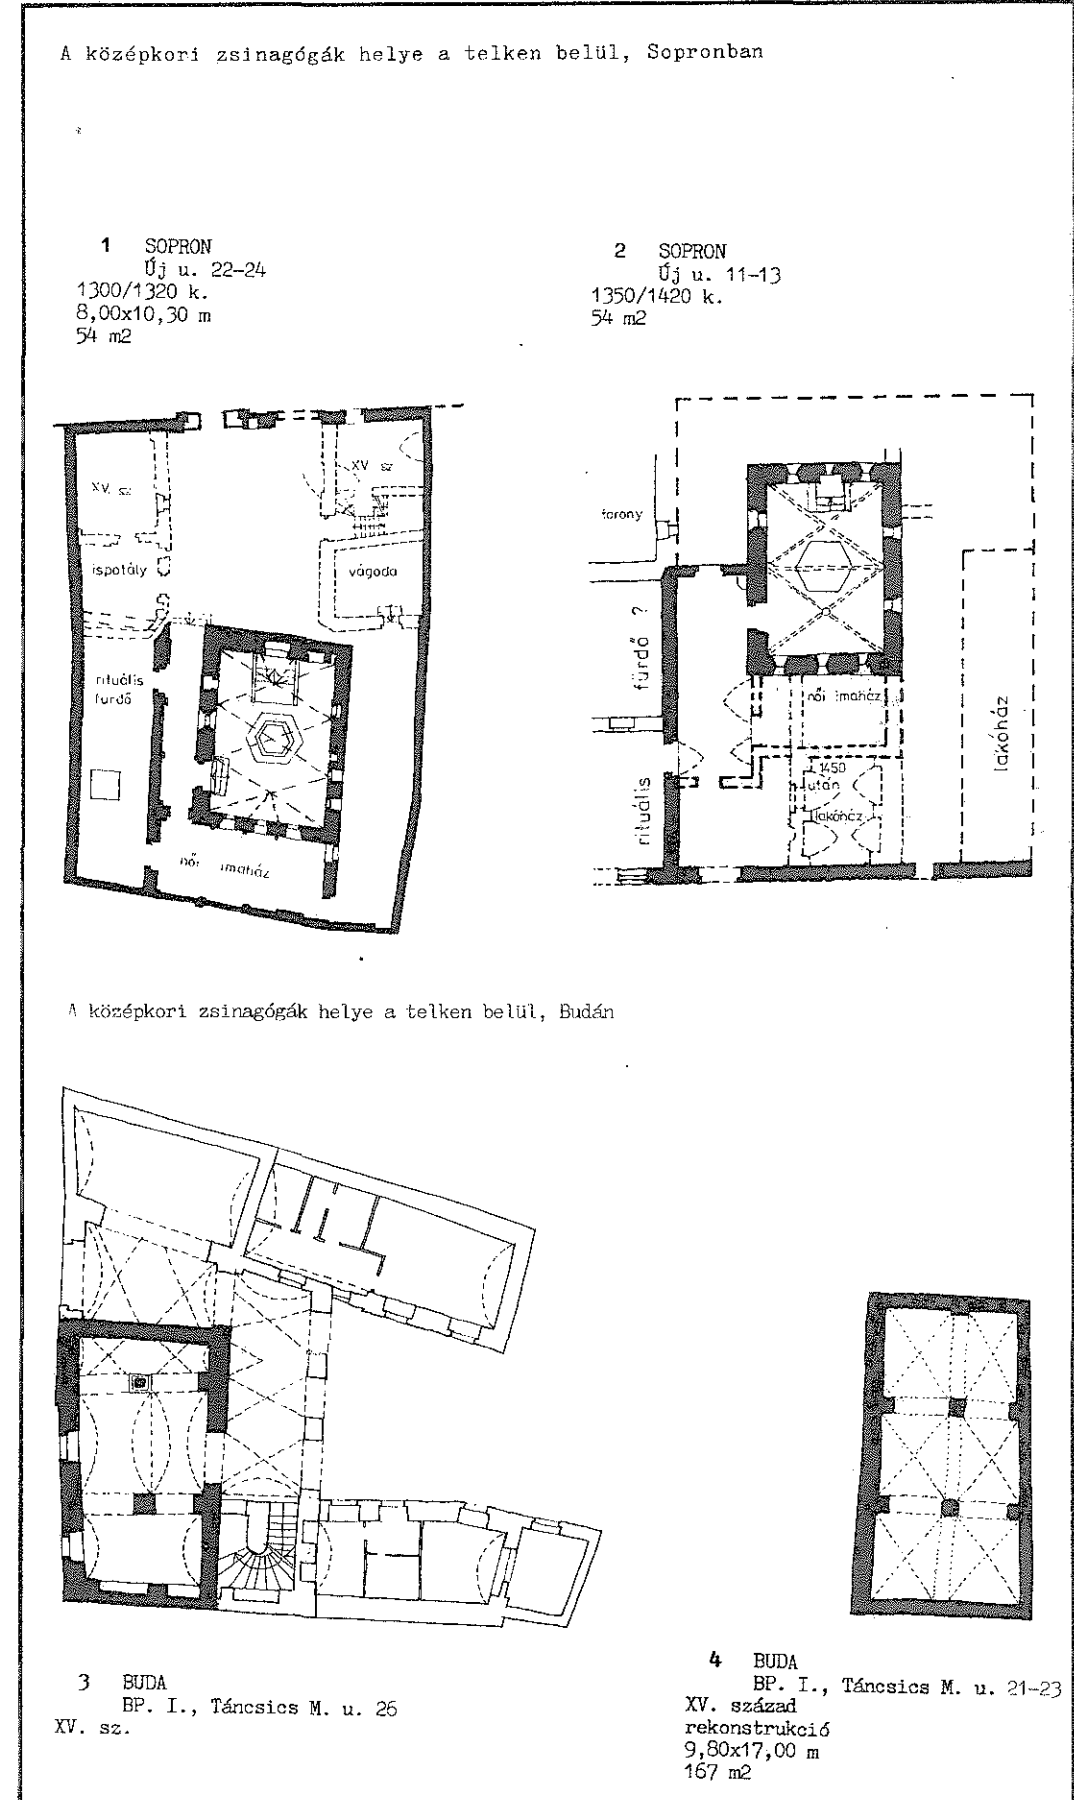 A középkori zsinagógák helye a telken belül, Sopronban
1 SOPRON
Új u. 22-24
1300/1320 k.
8,00x10,30 m
54 m2
2 SOPRON
Új u. 11-13
1350/1420 k.
54 m2
XV. sz
XV sz
ispotály
vágoda
rituális
fürdő
női imaház
torony
rituális fürdő ?
női imaház
1450
után
lakóház
lakóház
A középkori zsinagógák helye a telken belül, Budán
3 BUDA
BP. I., Táncsics M. u. 26
XV. sz.
4 BUDA
BP. I., Táncsics M. u. 21-23
XV. század
rekonstrukció
9,80x17,00 m
167 m2